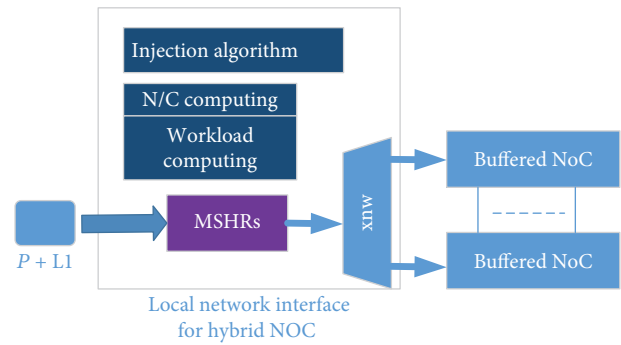 Injection algorithm
N/C computing
Workload
computing
MSHRs
P + L1
mux
Buffered NoC
Buffered NoC
Local network interface
for hybrid NOC